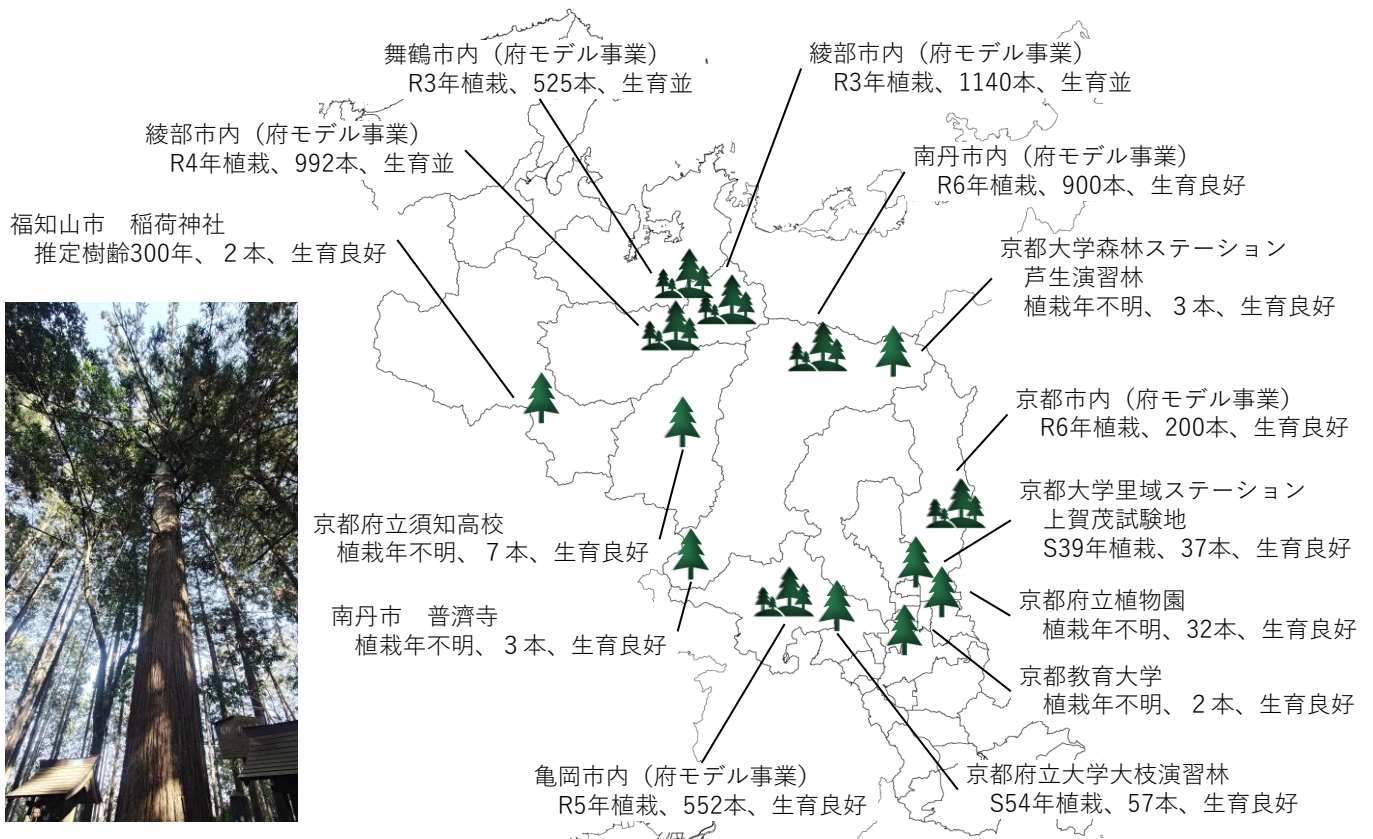 舞鶴市内（府モデル事業）
R3年植栽、525本、生育並
綾部市内（府モデル事業）
R3年植栽、1140本、生育並
綾部市内（府モデル事業）
R4年植栽、992本、生育並
南丹市内（府モデル事業）
R6年植栽、900本、生育良好
福知山市　稲荷神社
推定樹齢300年、２本、生育良好
京都大学森林ステーション
芦生演習林
植栽年不明、３本、生育良好
京都市内（府モデル事業）
R6年植栽、200本、生育良好
京都大学里域ステーション
上賀茂試験地
S39年植栽、37本、生育良好
京都府立須知高校
植栽年不明、７本、生育良好
京都府立植物園
植栽年不明、32本、生育良好
南丹市　普濟寺
植栽年不明、３本、生育良好
京都教育大学
植栽年不明、２本、生育良好
亀岡市内（府モデル事業）
R5年植栽、552本、生育良好
京都府立大学大枝演習林
S54年植栽、57本、生育良好